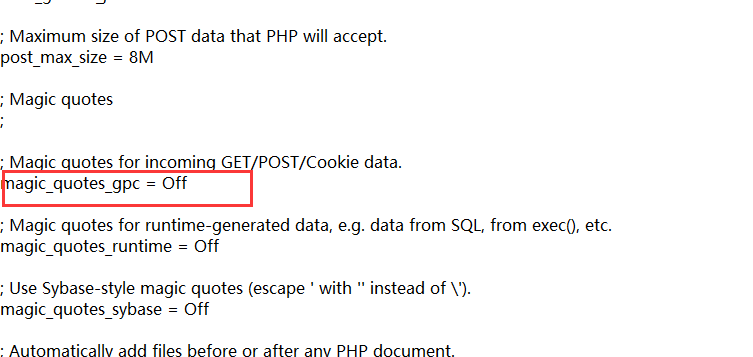 ; Maximum size of POST data that PHP will accept.
post_max_size = 8M
; Magic quotes
;
; Magic quotes for incoming GET/POST/Cookie data.
magic_quotes_gpc = Off
; Magic quotes for runtime-generated data, e.g. data from SQL, from exec(), etc.
magic_quotes_runtime = Off
; Use Sybase-style magic quotes (escape ' with '' instead of \').
magic_quotes_sybase = Off
; Automatically add files before or after any PHP document.